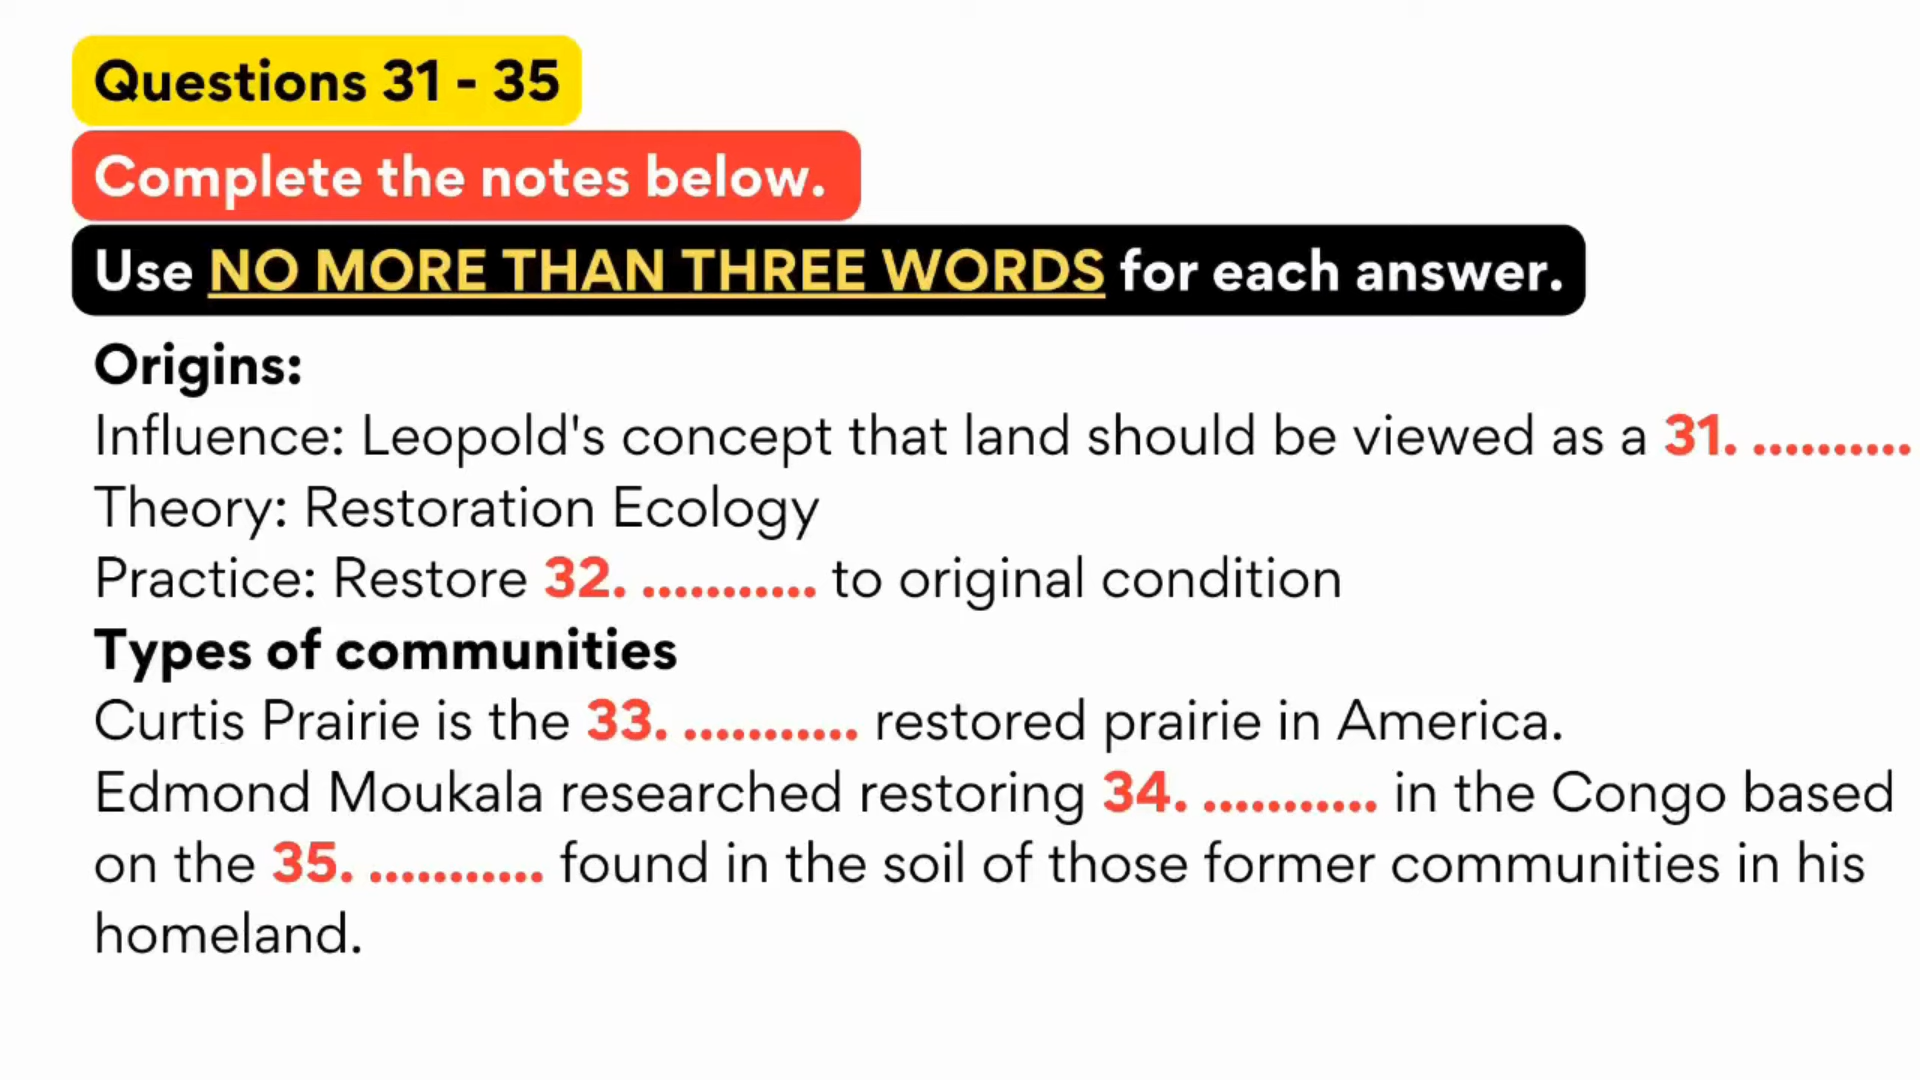 Questions 31 - 35
Complete the notes below.
Use NO MORE THAN THREE WORDS for each answer.
Origins:
Influence: Leopold's concept that land should be viewed as a 31. ..........
Theory: Restoration Ecology
Practice: Restore 32. ........... to original condition
Types of communities
Curtis Prairie is the 33. ........... restored prairie in America.
Edmond Moukala researched restoring 34. ........... in the Congo based
on the 35. ........... found in the soil of those former communities in his
homeland.